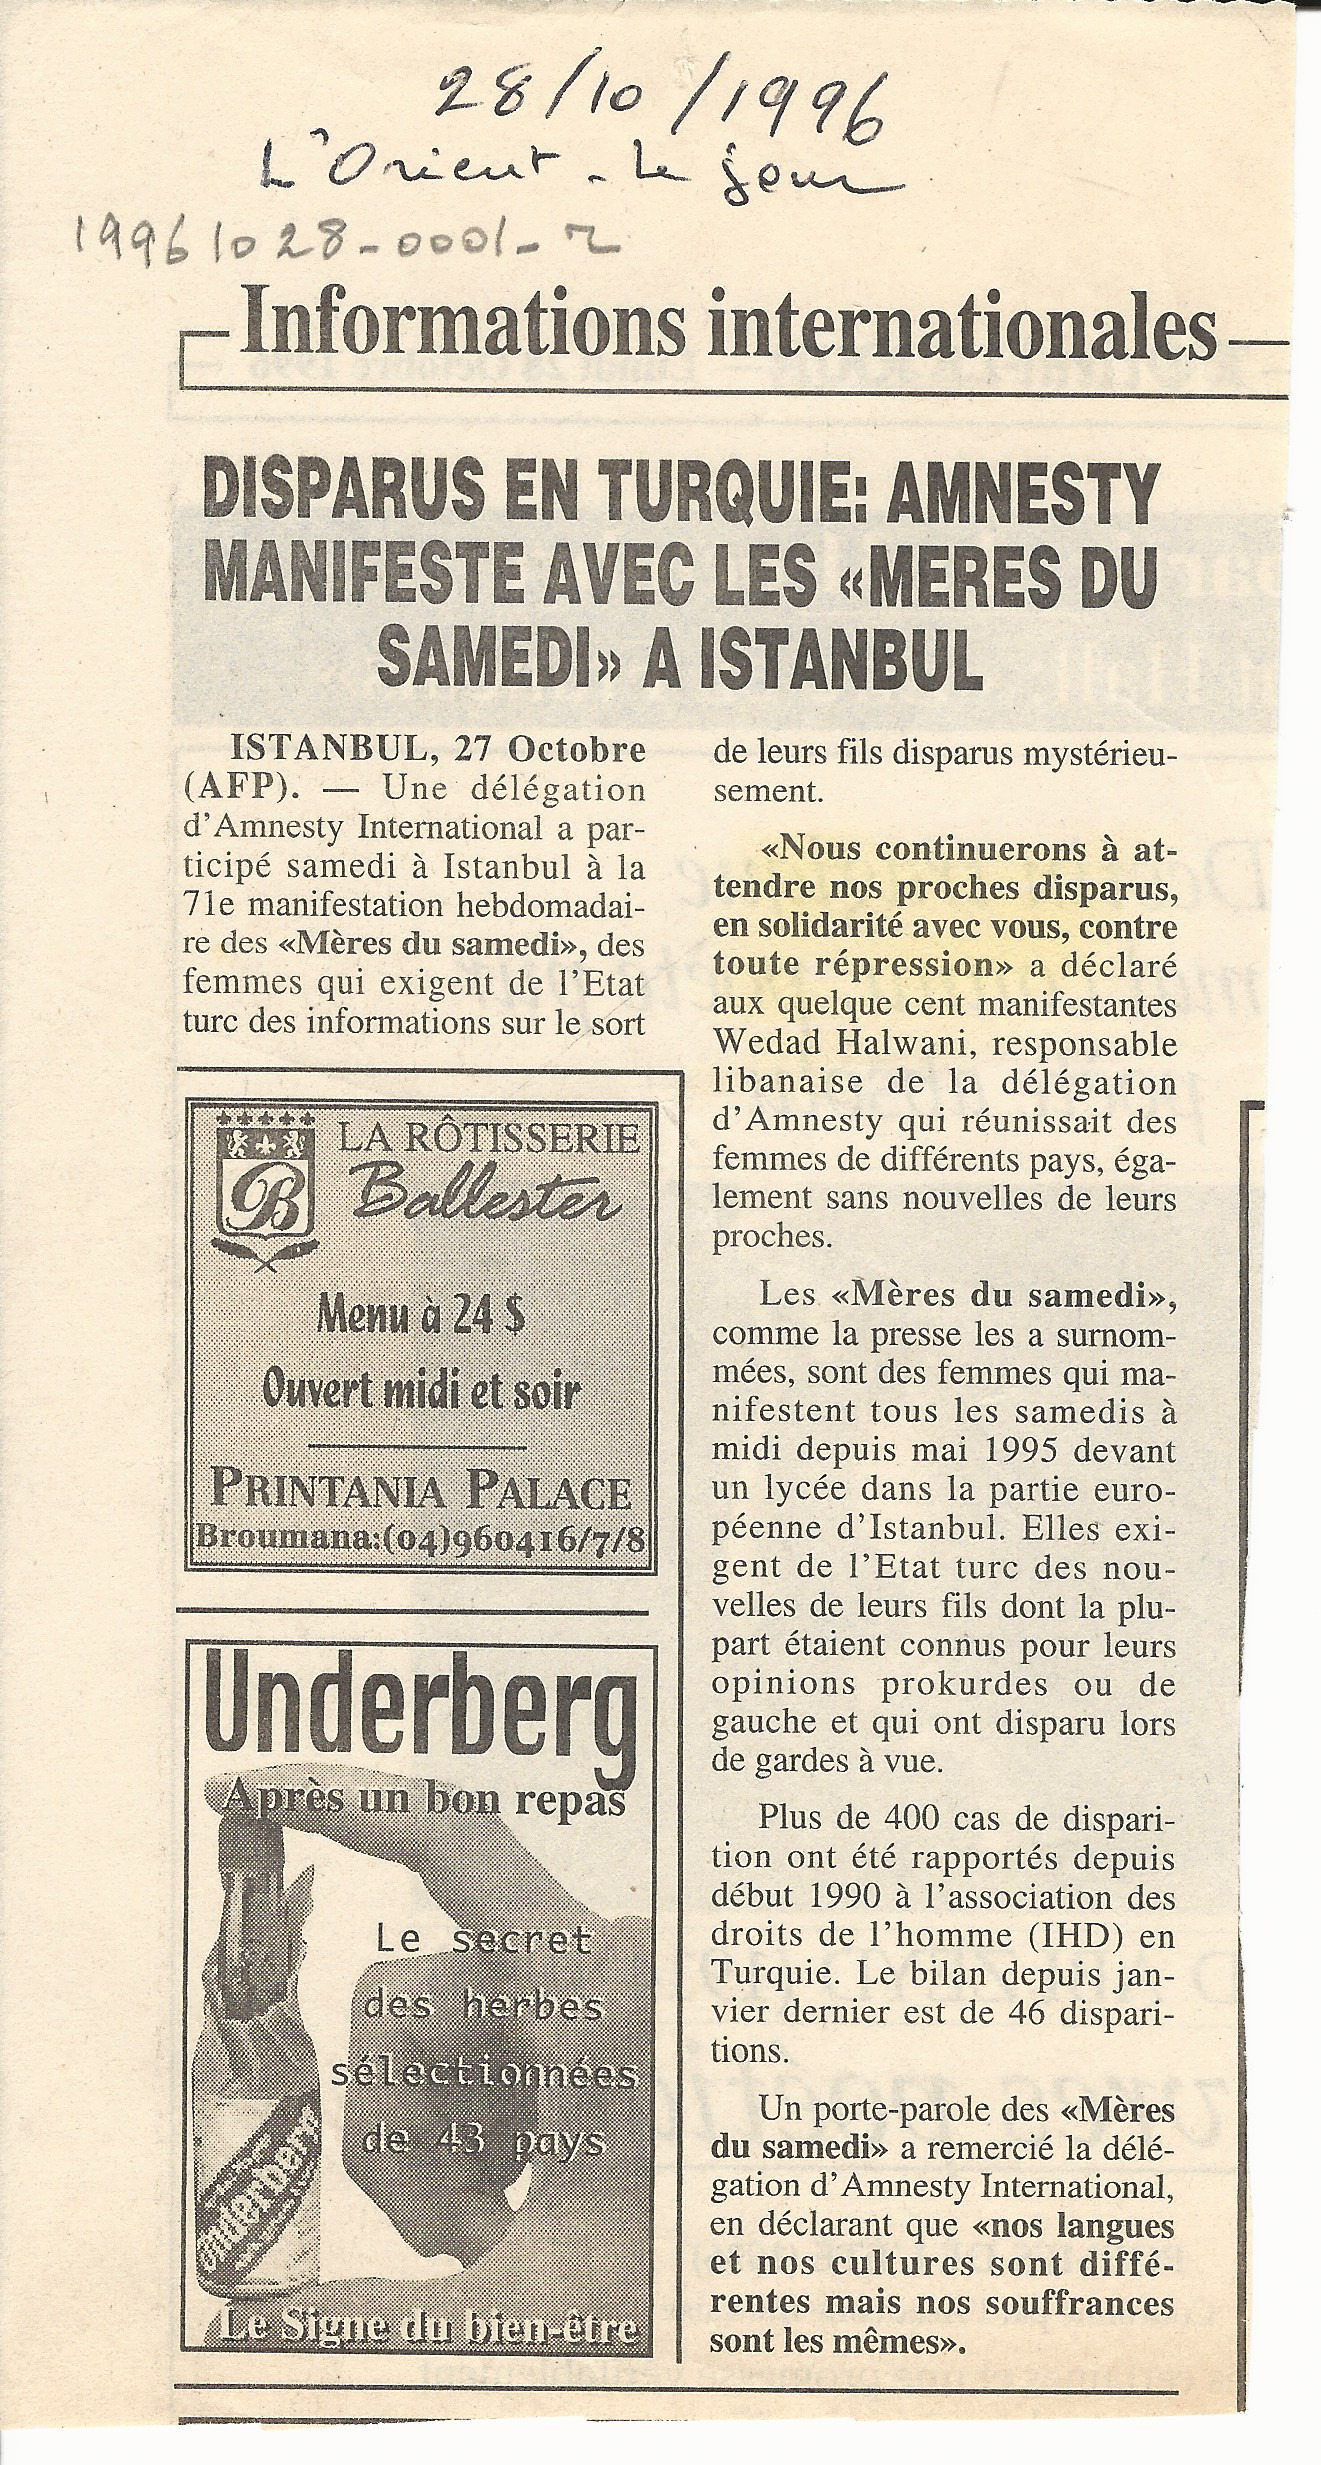 28/10/1996
L'Orient - Le jour
19961028-0001-2
Informations internationales
DISPARUS EN TURQUIE: AMNESTY
MANIFESTE AVEC LES «MERES DU
SAMEDI» A ISTANBUL
ISTANBUL, 27 Octobre
(AFP). — Une délégation
d'Amnesty International a par-
ticipé samedi à Istanbul à la
71e manifestation hebdomadai-
re des «Mères du samedi», des
femmes qui exigent de l'Etat
turc des informations sur le sort
de leurs fils disparus mystérieu-
sement.
«Nous continuerons à at-
tendre nos proches disparus,
en solidarité avec vous, contre
toute répression» a déclaré
aux quelque cent manifestantes
Wedad Halwani, responsable
libanaise de la délégation
d'Amnesty qui réunissait des
femmes de différents pays, éga-
lement sans nouvelles de leurs
proches.
Les «Mères du samedi»,
comme la presse les a surnom-
mées, sont des femmes qui ma-
nifestent tous les samedis à
midi depuis mai 1995 devant
un lycée dans la partie euro-
péenne d'Istanbul. Elles exi-
gent de l'Etat turc des nou-
velles de leurs fils dont la plu-
part étaient connus pour leurs
opinions prokurdes ou de
gauche et qui ont disparu lors
de gardes à vue.
Plus de 400 cas de dispari-
tion ont été rapportés depuis
début 1990 à l'association des
droits de l'homme (IHD) en
Turquie. Le bilan depuis jan-
vier dernier est de 46 dispari-
tions.
Un porte-parole des «Mères
du samedi» a remercié la délé-
gation d'Amnesty International,
en déclarant que «nos langues
et nos cultures sont diffé-
rentes mais nos souffrances
sont les mêmes».
B
LA RÔTISSERIE
Ballester
Menu à 24 $
Ouvert midi et soir
PRINTANIA PALACE
Broumana:(04)960416/7/8
Underberg
Après un bon repas
Le secret
des herbes
sélectionnées
de 43 pays
Underberg
Le Signe du bien-être